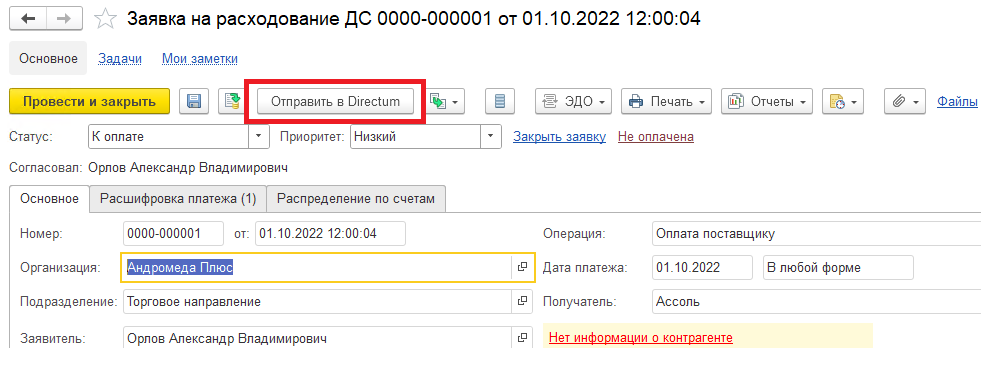 Заявка на расходование ДС 0000-000001 от 01.10.2022 12:00:04
Основное Задачи Мои заметки
Провести и закрыть Отправить в Directum ЭДО Печать Отчеты Файлы
Статус: К оплате Приоритет: Низкий Закрыть заявку Не оплачена
Согласовал: Орлов Александр Владимирович
Основное Расшифровка платежа (1) Распределение по счетам
Номер: 0000-000001 от: 01.10.2022 12:00:04 Операция: Оплата поставщику
Организация: Андромеда Плюс Дата платежа: 01.10.2022 В любой форме
Подразделение: Торговое направление Получатель: Ассоль
Заявитель: Орлов Александр Владимирович Нет информации о контрагенте